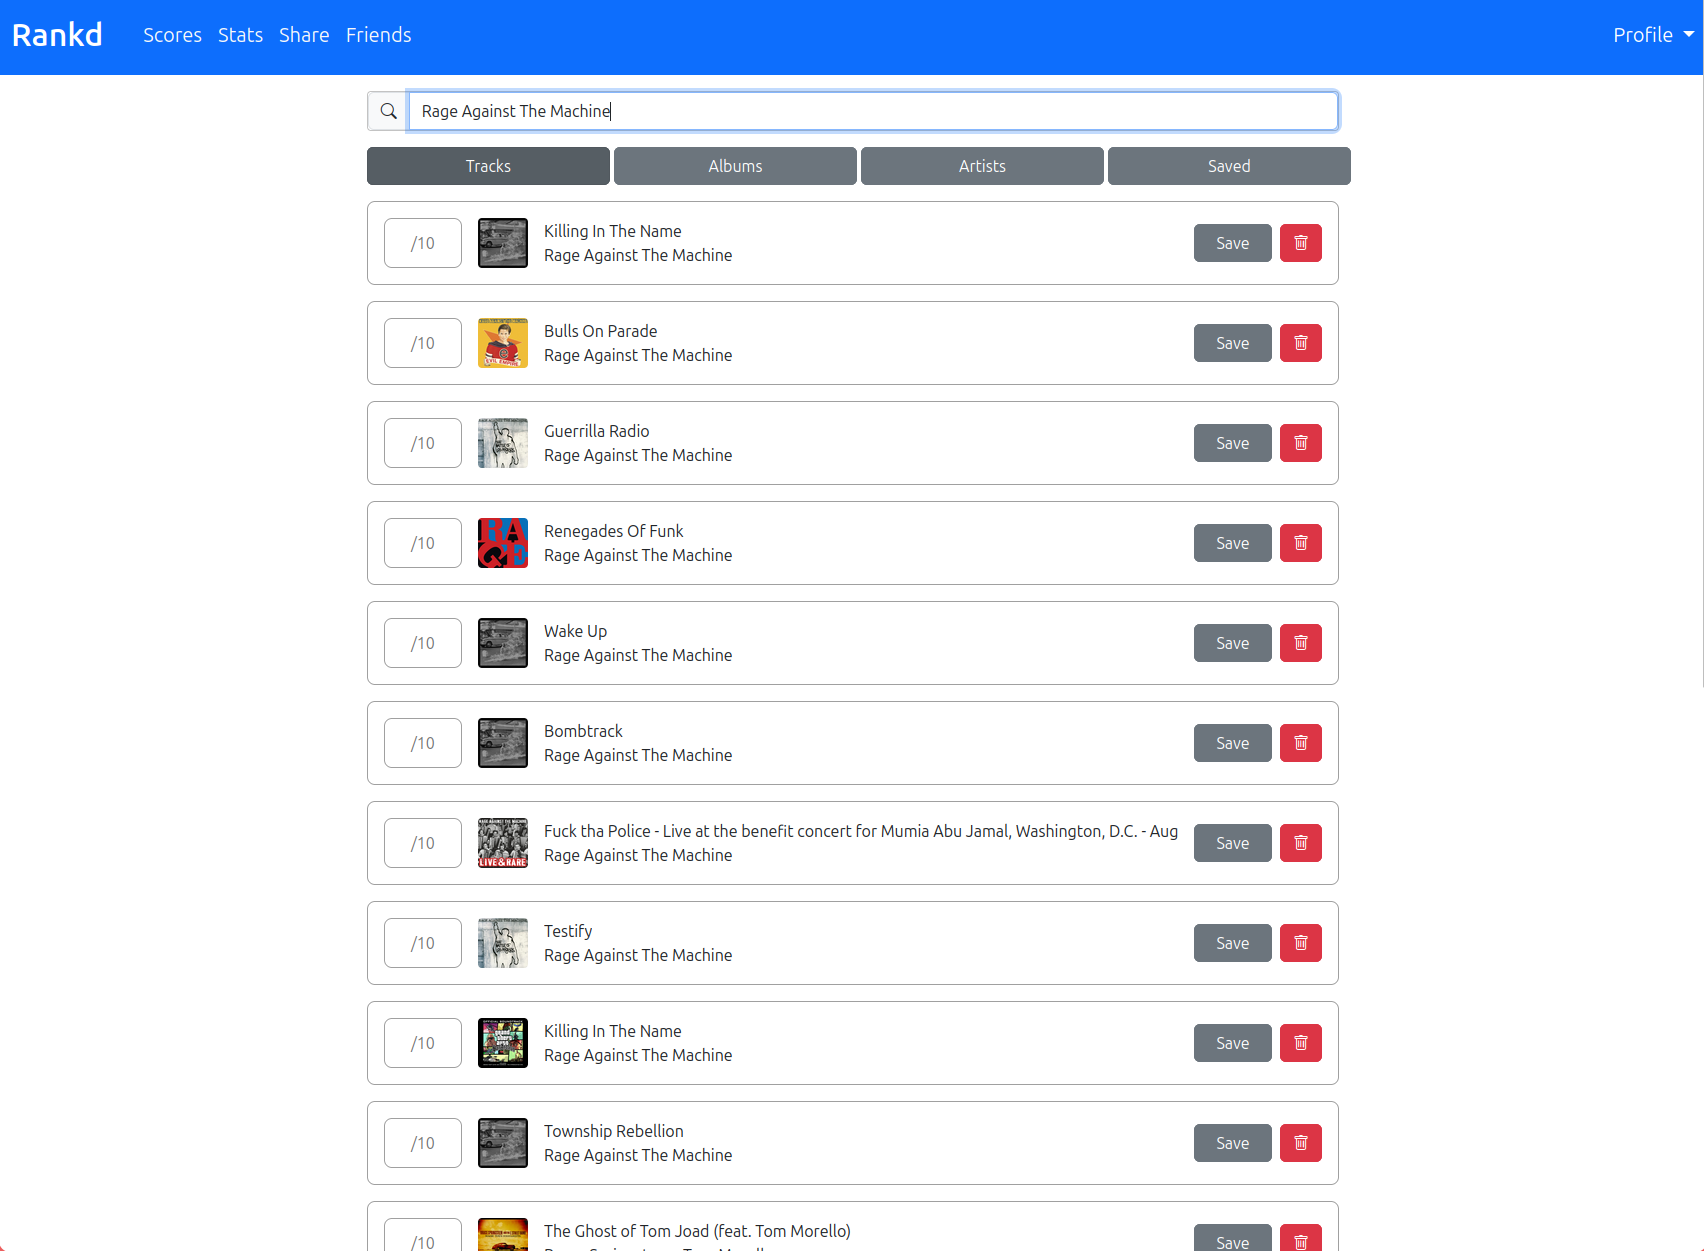 Rankd Scores Stats Share Friends Profile
Rage Against The Machine
Tracks Albums Artists Saved
/10 Killing In The Name Save
Rage Against The Machine
/10 Bulls On Parade Save
Rage Against The Machine
EVIL EMPIRE
/10 Guerrilla Radio Save
Rage Against The Machine
/10 Renegades Of Funk Save
Rage Against The Machine
RAGE
/10 Wake Up Save
Rage Against The Machine
/10 Bombtrack Save
Rage Against The Machine
/10 Fuck tha Police - Live at the benefit concert for Mumia Abu Jamal, Washington, D.C. - Aug Save
Rage Against The Machine
LIVE & RARE
/10 Testify Save
Rage Against The Machine
/10 Killing In The Name Save
Rage Against The Machine
/10 Township Rebellion Save
Rage Against The Machine
/10 The Ghost of Tom Joad (feat. Tom Morello) Save